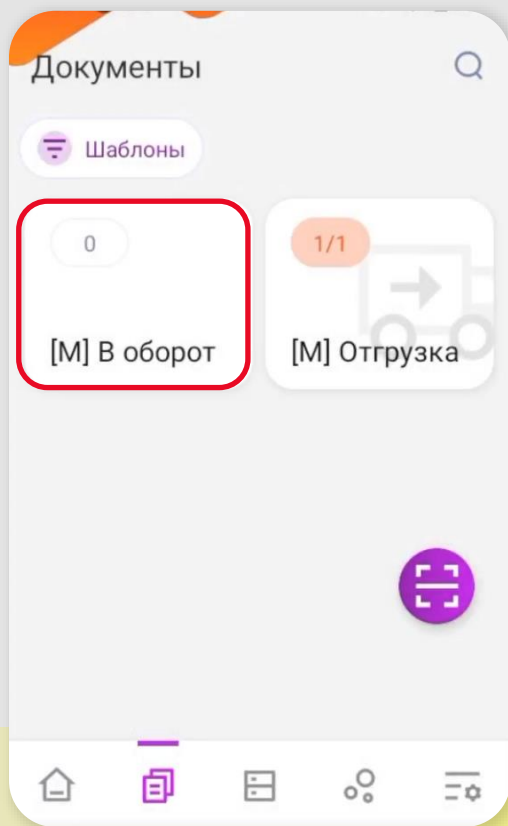 Документы
Шаблоны
0
1/1
[М] В оборот
[М] Отгрузка